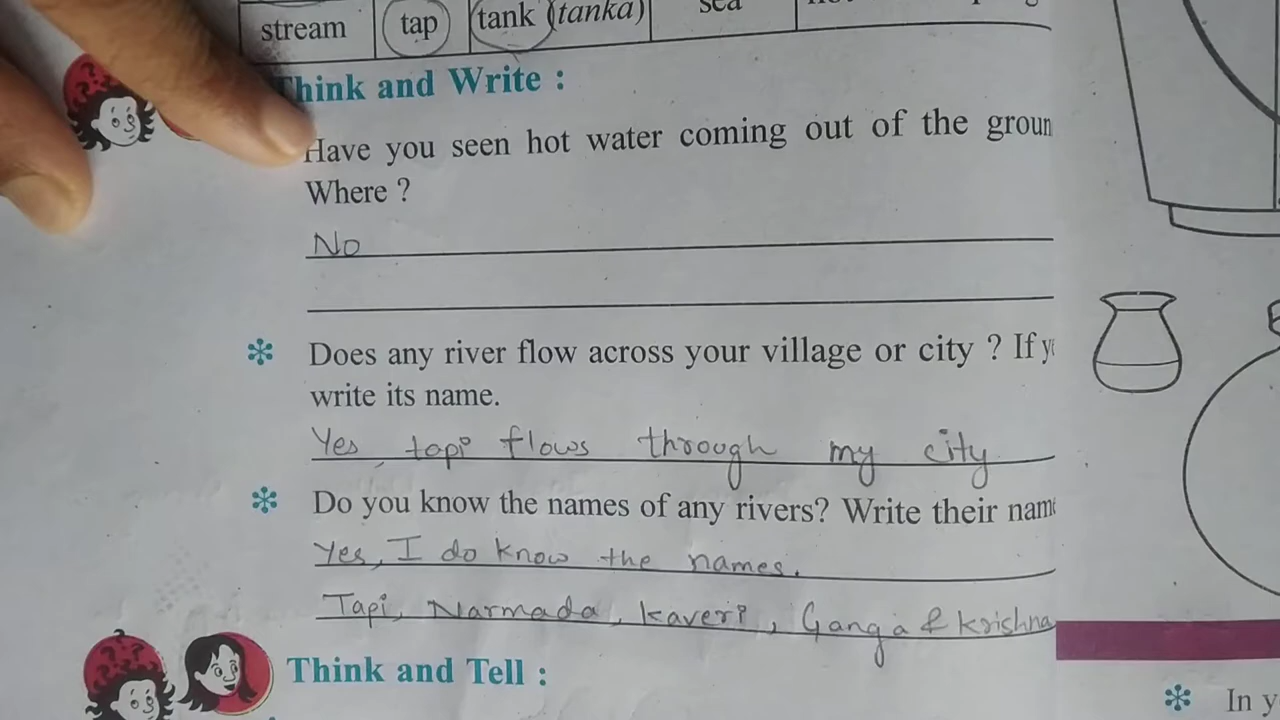 stream tap tank (tanka) sea
Think and Write :
Have you seen hot water coming out of the groun
Where ?
No
Does any river flow across your village or city ? If y
write its name.
Yes, tapi flows through my city
Do you know the names of any rivers? Write their nam
Yes, I do know the names.
Tapi, Narmada, Kaveri, Ganga & Krishna
Think and Tell :
In y